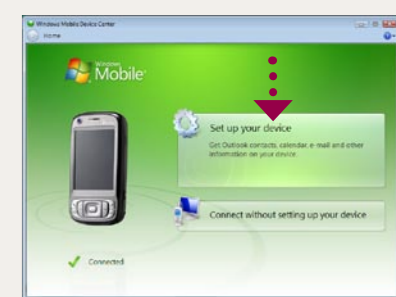 Windows Mobile Device Center
Home
Windows
Mobile
Set up your device
Get Outlook contacts, calendar, e-mail and other
information on your device.
Connect without setting up your device
Connected